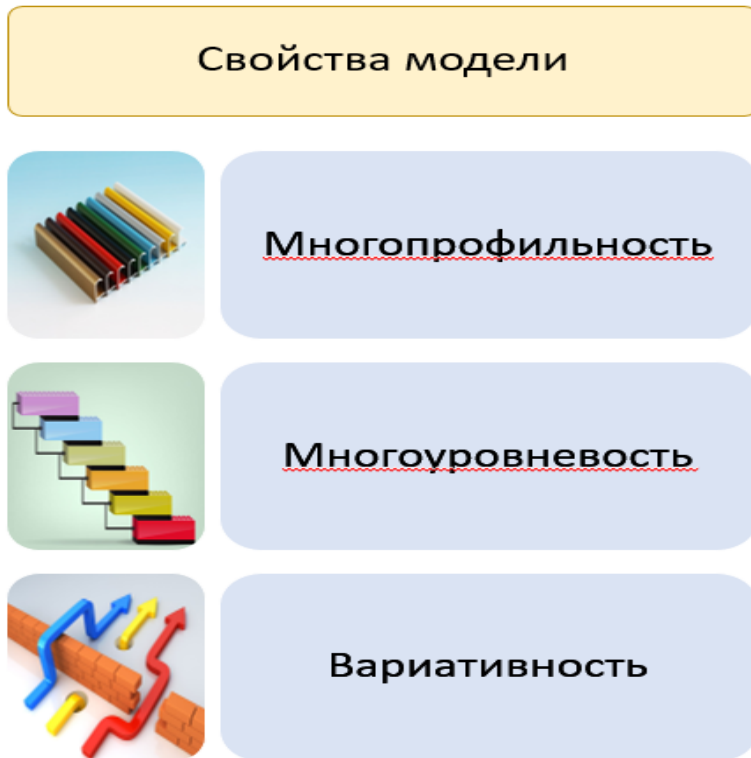 Свойства модели
Многопрофильность
Многоуровневость
Вариативность